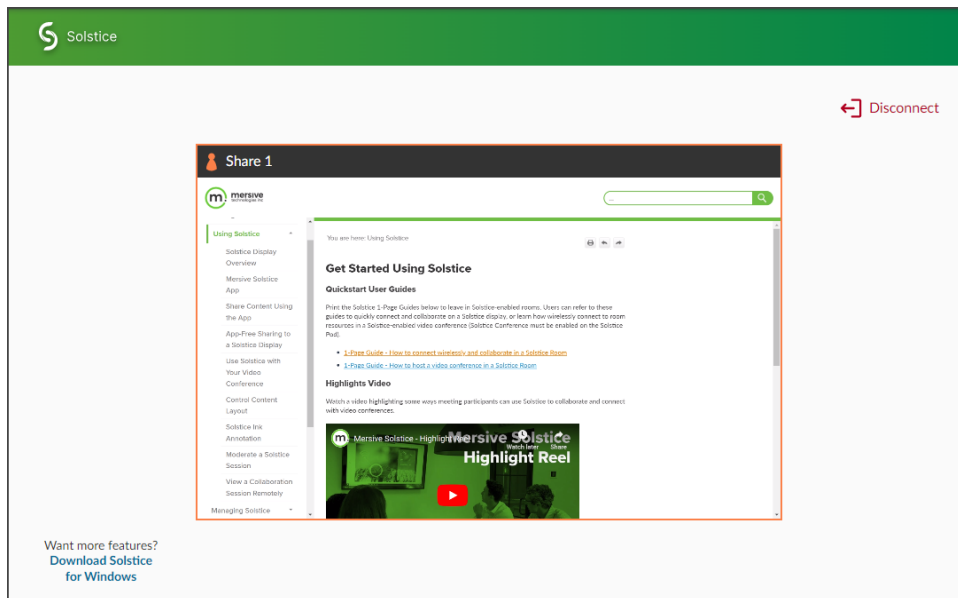 Solstice
Disconnect
Share 1
m. mersive
technologies inc
...
Using Solstice
Solstice Display
Overview
Mersive Solstice
App
Share Content Using
the App
App-Free Sharing to
a Solstice Display
Use Solstice with
Your Video
Conference
Control Content
Layout
Solstice Ink
Annotation
Moderate a Solstice
Session
View a Collaboration
Session Remotely
Managing Solstice
You are here: Using Solstice
Get Started Using Solstice
Quickstart User Guides
Print the Solstice 1-Page Guides below to leave in Solstice-enabled rooms. Users can refer to these
guides to quickly connect and collaborate on a Solstice display, or learn how wirelessly connect to room
resources in a Solstice-enabled video conference (Solstice Conference must be enabled on the Solstice
Pod).
• 1-Page Guide - How to connect wirelessly and collaborate in a Solstice Room
• 1-Page Guide - How to host a video conference in a Solstice Room
Highlights Video
Watch a video highlighting some ways meeting participants can use Solstice to collaborate and connect
with video conferences.
m. Mersive Solstice - Highlight Reel
Mersive Solstice
Watch later
Share
Highlight Reel
Want more features?
Download Solstice
for Windows